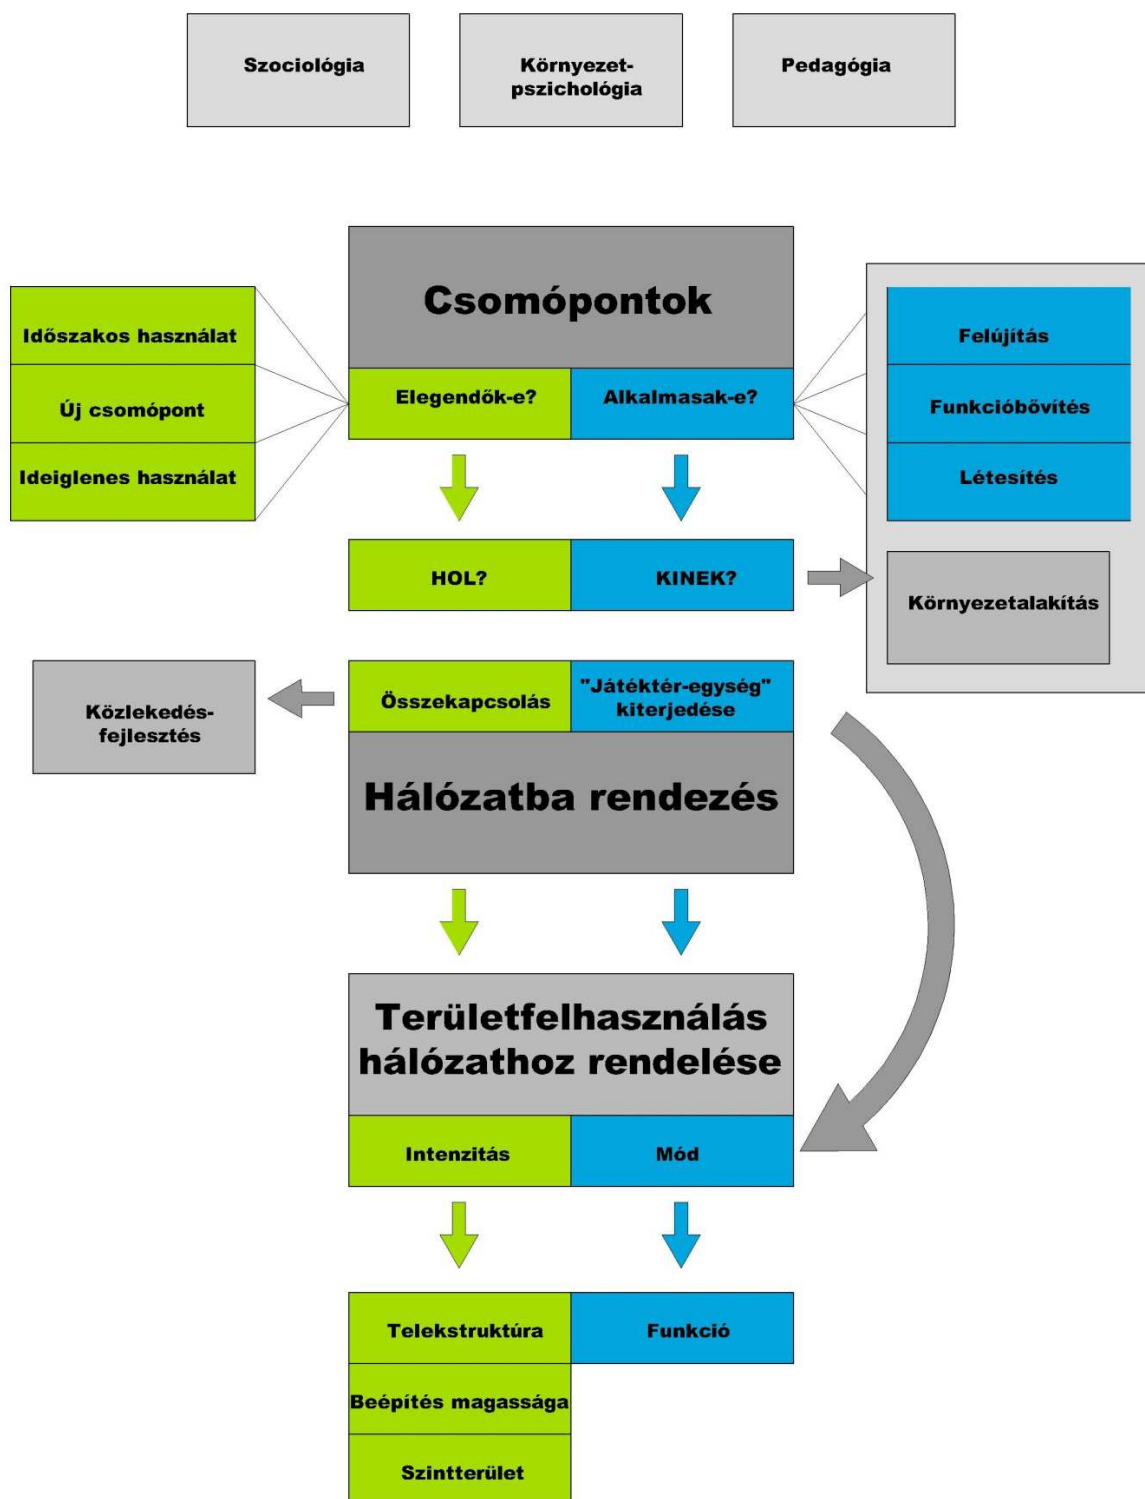 Szociológia
Környezet-
pszichológia
Pedagógia
Csomópontok
Elegendők-e?
Alkalmasak-e?
Időszakos használat
Új csomópont
Ideiglenes használat
Felújítás
Funkcióbővítés
Létesítés
HOL?
KINEK?
Környezetalakítás
Közlekedés-
fejlesztés
Összekapcsolás
"Játéktér-egység"
kiterjedése
Hálózatba rendezés
Területfelhasználás
hálózathoz rendelése
Intenzitás
Mód
Telekstruktúra
Funkció
Beépítés magassága
Szintterület